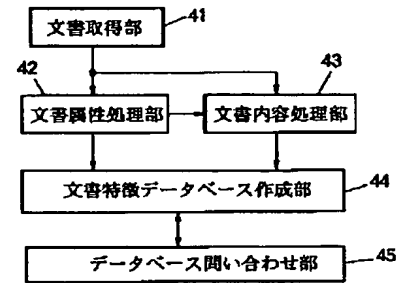 文書取得部 41
42 43
文書属性処理部 文書内容処理部
文書特徴データベース作成部 44
データベース問い合わせ部 45